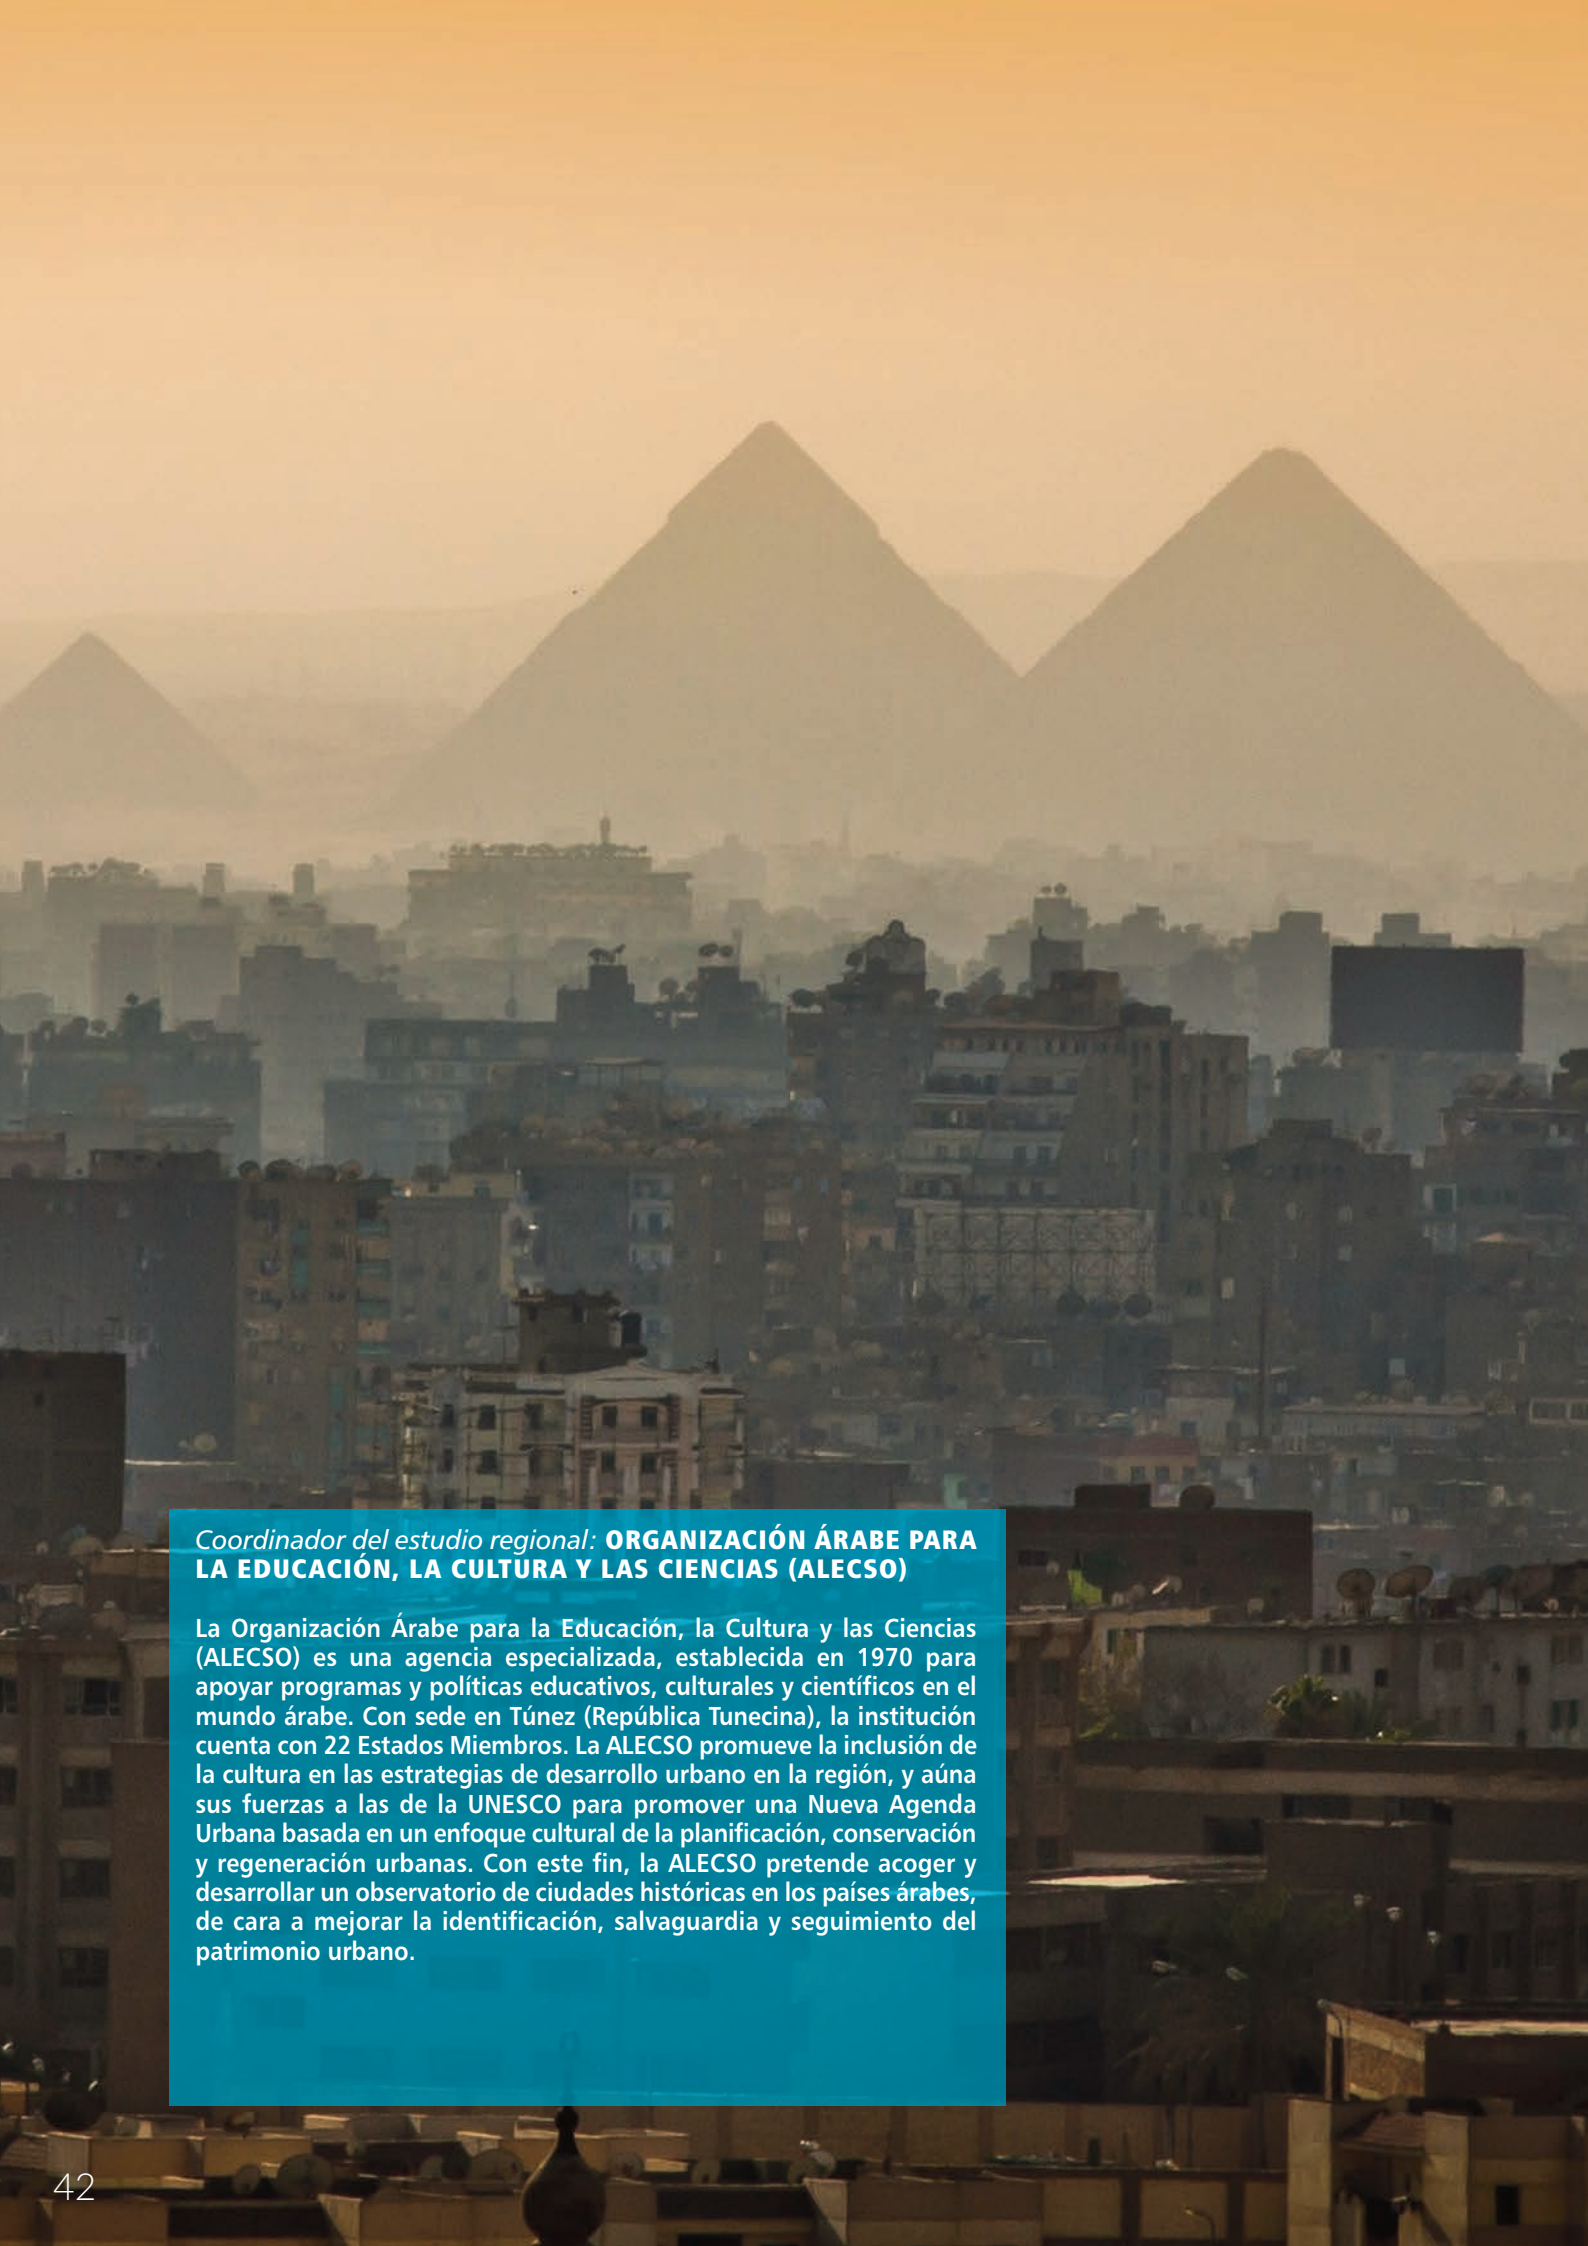 Coordinador del estudio regional: ORGANIZACIÓN ÁRABE PARA
LA EDUCACIÓN, LA CULTURA Y LAS CIENCIAS (ALECSO)
La Organización Árabe para la Educación, la Cultura y las Ciencias
(ALECSO) es una agencia especializada, establecida en 1970 para
apoyar programas y políticas educativos, culturales y científicos en el
mundo árabe. Con sede en Túnez (República Tunecina), la institución
cuenta con 22 Estados Miembros. La ALECSO promueve la inclusión de
la cultura en las estrategias de desarrollo urbano en la región, y aúna
sus fuerzas a las de la UNESCO para promover una Nueva Agenda
Urbana basada en un enfoque cultural de la planificación, conservación
y regeneración urbanas. Con este fin, la ALECSO pretende acoger y
desarrollar un observatorio de ciudades históricas en los países árabes,
de cara a mejorar la identificación, salvaguardia y seguimiento del
patrimonio urbano.
42